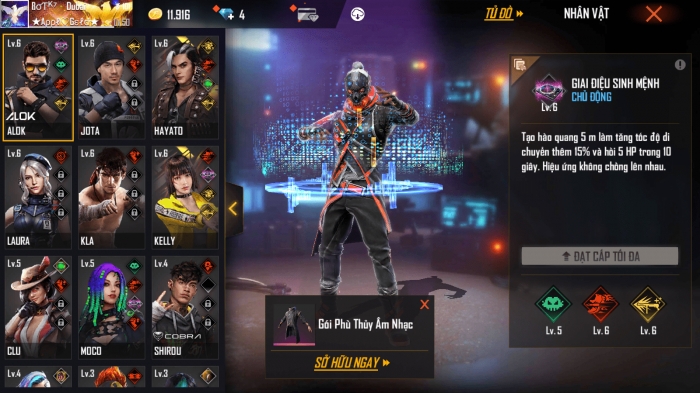 11.916
4
TỦ ĐỒ
NHÂN VẬT
Lv.6
ALOK
ALOK
Lv.6
JOTA
Lv.6
HAYATO
Lv.6
LAURA
Lv.6
KLA
Lv.6
KELLY
Lv.5
CLU
Lv.5
MOCO
Lv.5
COBRA
SHIROU
Lv.4
Lv.3
Lv.3
GIAI ĐIỆU SINH MỆNH
CHỦ ĐỘNG
Lv.6
Tạo hào quang 5 m làm tăng tốc độ di
chuyển thêm 15% và hồi 5 HP trong 10
giây. Hiệu ứng không chồng lên nhau.
ĐẠT CẤP TỐI ĐA
Lv.5
Lv.6
Lv.6
Gói Phù Thủy Âm Nhạc
SỞ HỮU NGAY